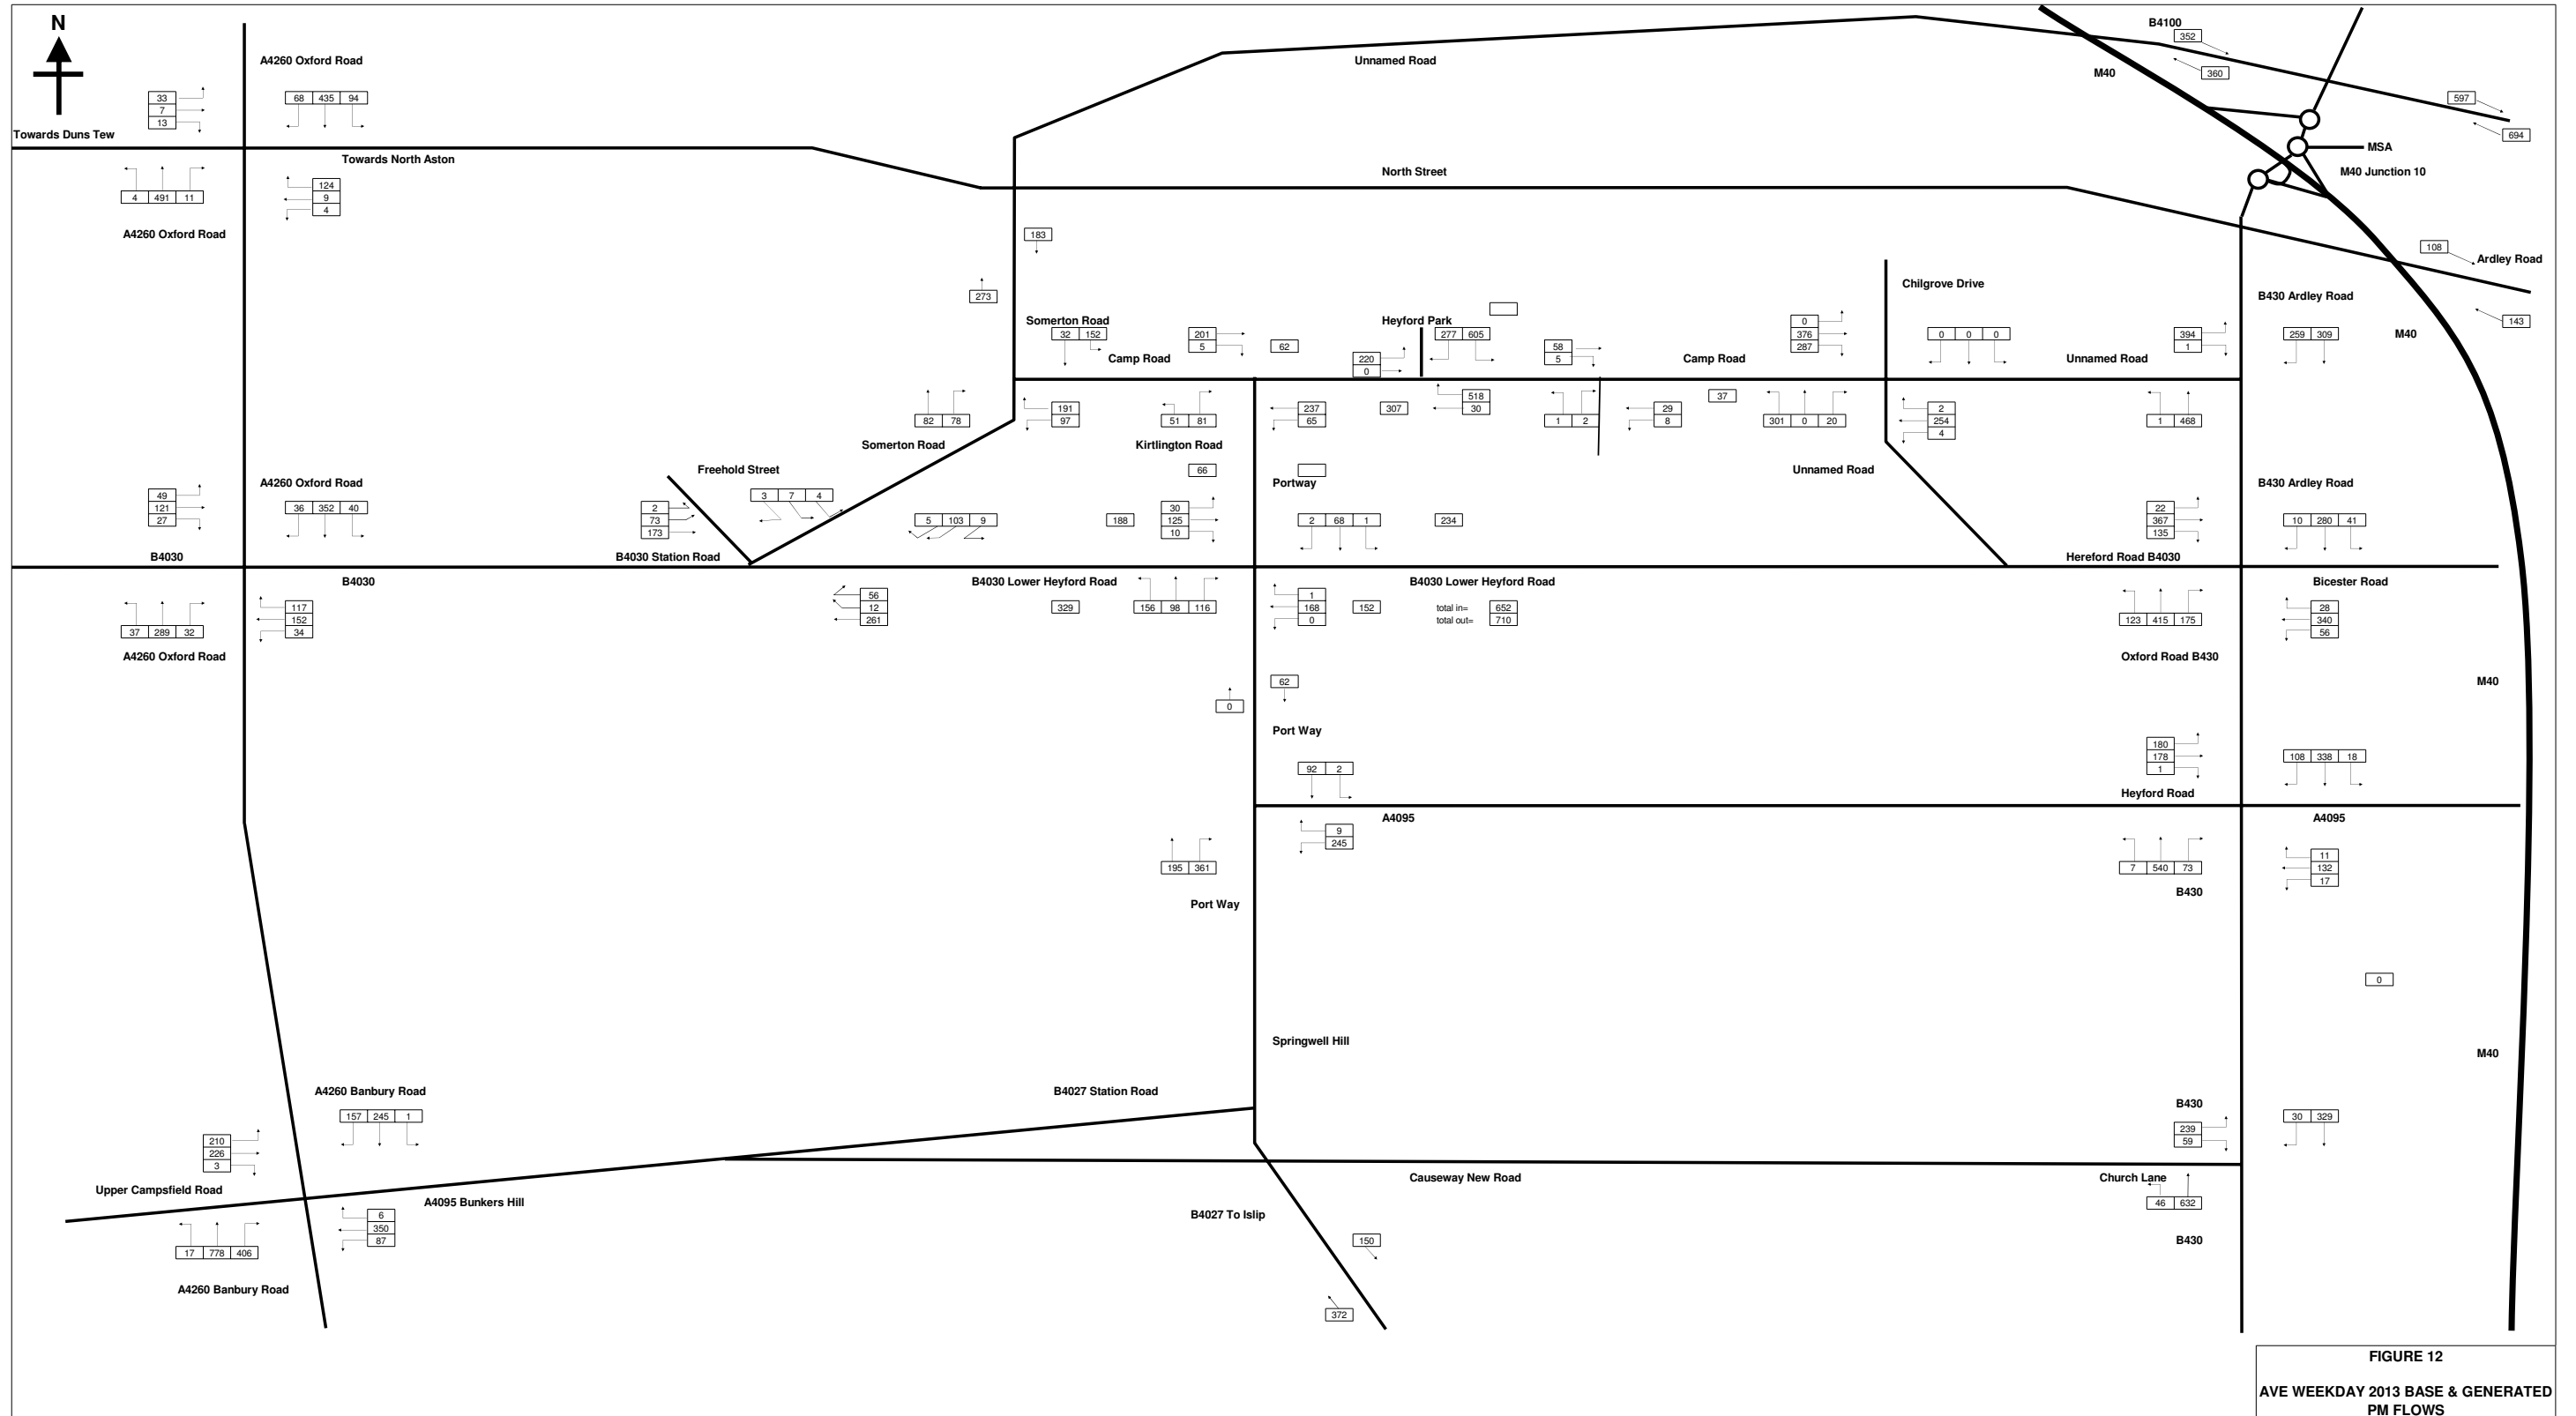 N
B4100
352
A4260 Oxford Road
Unnamed Road
M40
360
33
7
13
68 435 94
597
Towards Duns Tew
694
Towards North Aston
MSA
North Street
M40 Junction 10
4 491 11
124
9
4
A4260 Oxford Road
183
108
Ardley Road
273
Chilgrove Drive
B430 Ardley Road
Somerton Road
Heyford Park
143
32 152
201
5
62
277 605
58
5
0
376
287
0 0 0
394
1
259 309
M40
Camp Road
220
0
Camp Road
Unnamed Road
518
30
37
82 78
191
97
51 81
237
65
307
1 2
29
8
301 0 20
2
254
4
1 468
Somerton Road
Kirtlington Road
Freehold Street
66
Unnamed Road
A4260 Oxford Road
Portway
B430 Ardley Road
49
121
27
36 352 40
2
73
173
3 7 4
5 103 9
188
30
125
10
2 68 1
234
22
367
135
10 280 41
B4030
B4030 Station Road
Hereford Road B4030
B4030
B4030 Lower Heyford Road
B4030 Lower Heyford Road
Bicester Road
37 289 32
117
152
34
56
12
261
329
156 98 116
1
168
0
152
total in= 652
total out= 710
123 415 175
28
340
56
A4260 Oxford Road
Oxford Road B430
62
M40
0
Port Way
92 2
180
178
1
108 338 18
Heyford Road
A4095
A4095
9
245
195 361
7 540 73
11
132
17
B430
Port Way
0
Springwell Hill
M40
A4260 Banbury Road
B4027 Station Road
B430
157 245 1
30 329
210
226
3
239
59
Causeway New Road
Church Lane
Upper Campsfield Road
A4095 Bunkers Hill
46 632
B4027 To Islip
6
350
87
17 778 406
150
B430
A4260 Banbury Road
372
FIGURE 12
AVE WEEKDAY 2013 BASE & GENERATED
PM FLOWS